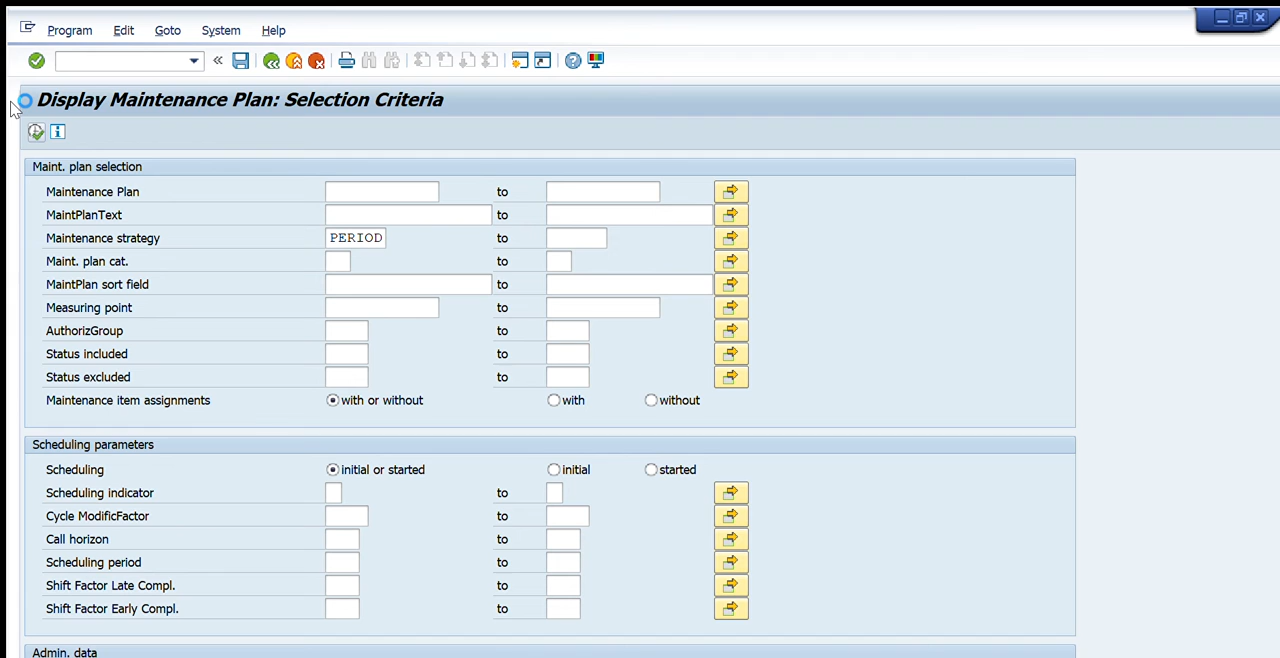 Program Edit Goto System Help
Display Maintenance Plan: Selection Criteria
Maint. plan selection
Maintenance Plan to
MaintPlanText to
Maintenance strategy PERIOD to
Maint. plan cat. to
MaintPlan sort field to
Measuring point to
AuthorizGroup to
Status included to
Status excluded to
Maintenance item assignments with or without with without
Scheduling parameters
Scheduling initial or started initial started
Scheduling indicator to
Cycle ModificFactor to
Call horizon to
Scheduling period to
Shift Factor Late Compl. to
Shift Factor Early Compl. to
Admin. data